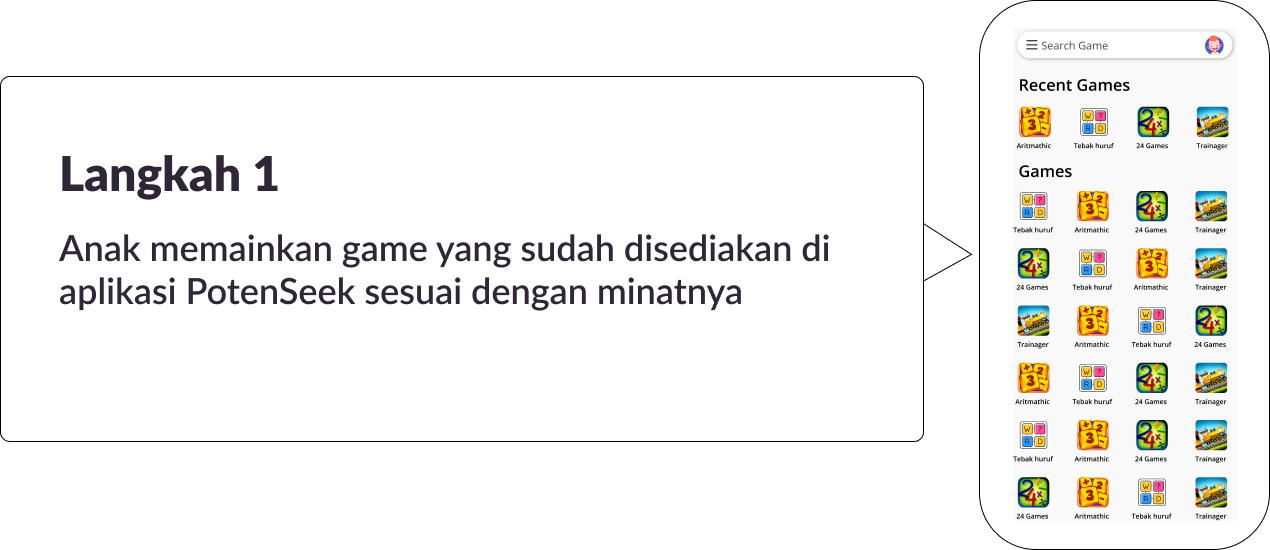 Langkah 1
Anak memainkan game yang sudah disediakan di
aplikasi PotenSeek sesuai dengan minatnya
Search Game
Recent Games
Aritmathic Tebak huruf 24 Games Trainager
Games
Tebak huruf Aritmathic 24 Games Trainager
24 Games Tebak huruf Aritmathic Trainager
Trainager Aritmathic Tebak huruf 24 Games
Aritmathic Tebak huruf 24 Games Trainager
Tebak huruf Aritmathic 24 Games Trainager
24 Games Aritmathic Tebak huruf Trainager